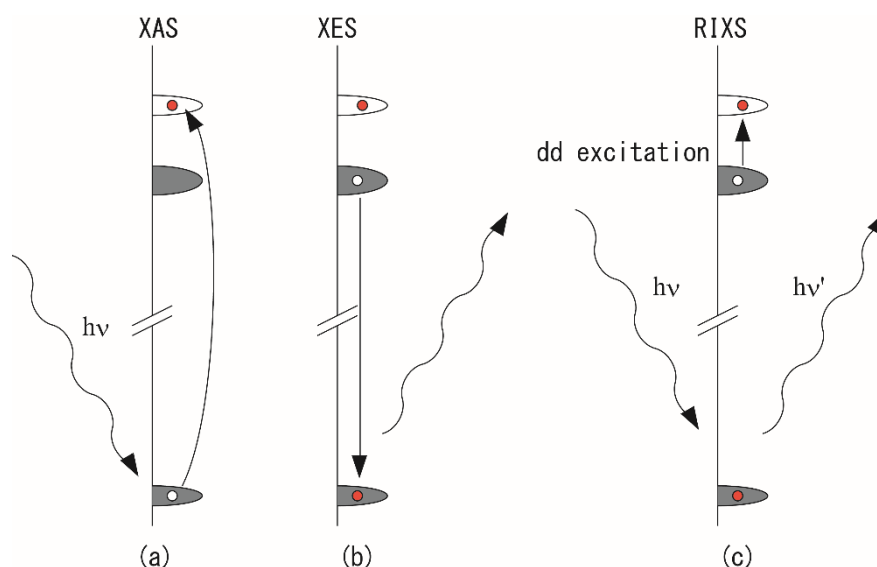 XAS
XES
RIXS
dd excitation
hν
hν
hν'
(a)
(b)
(c)